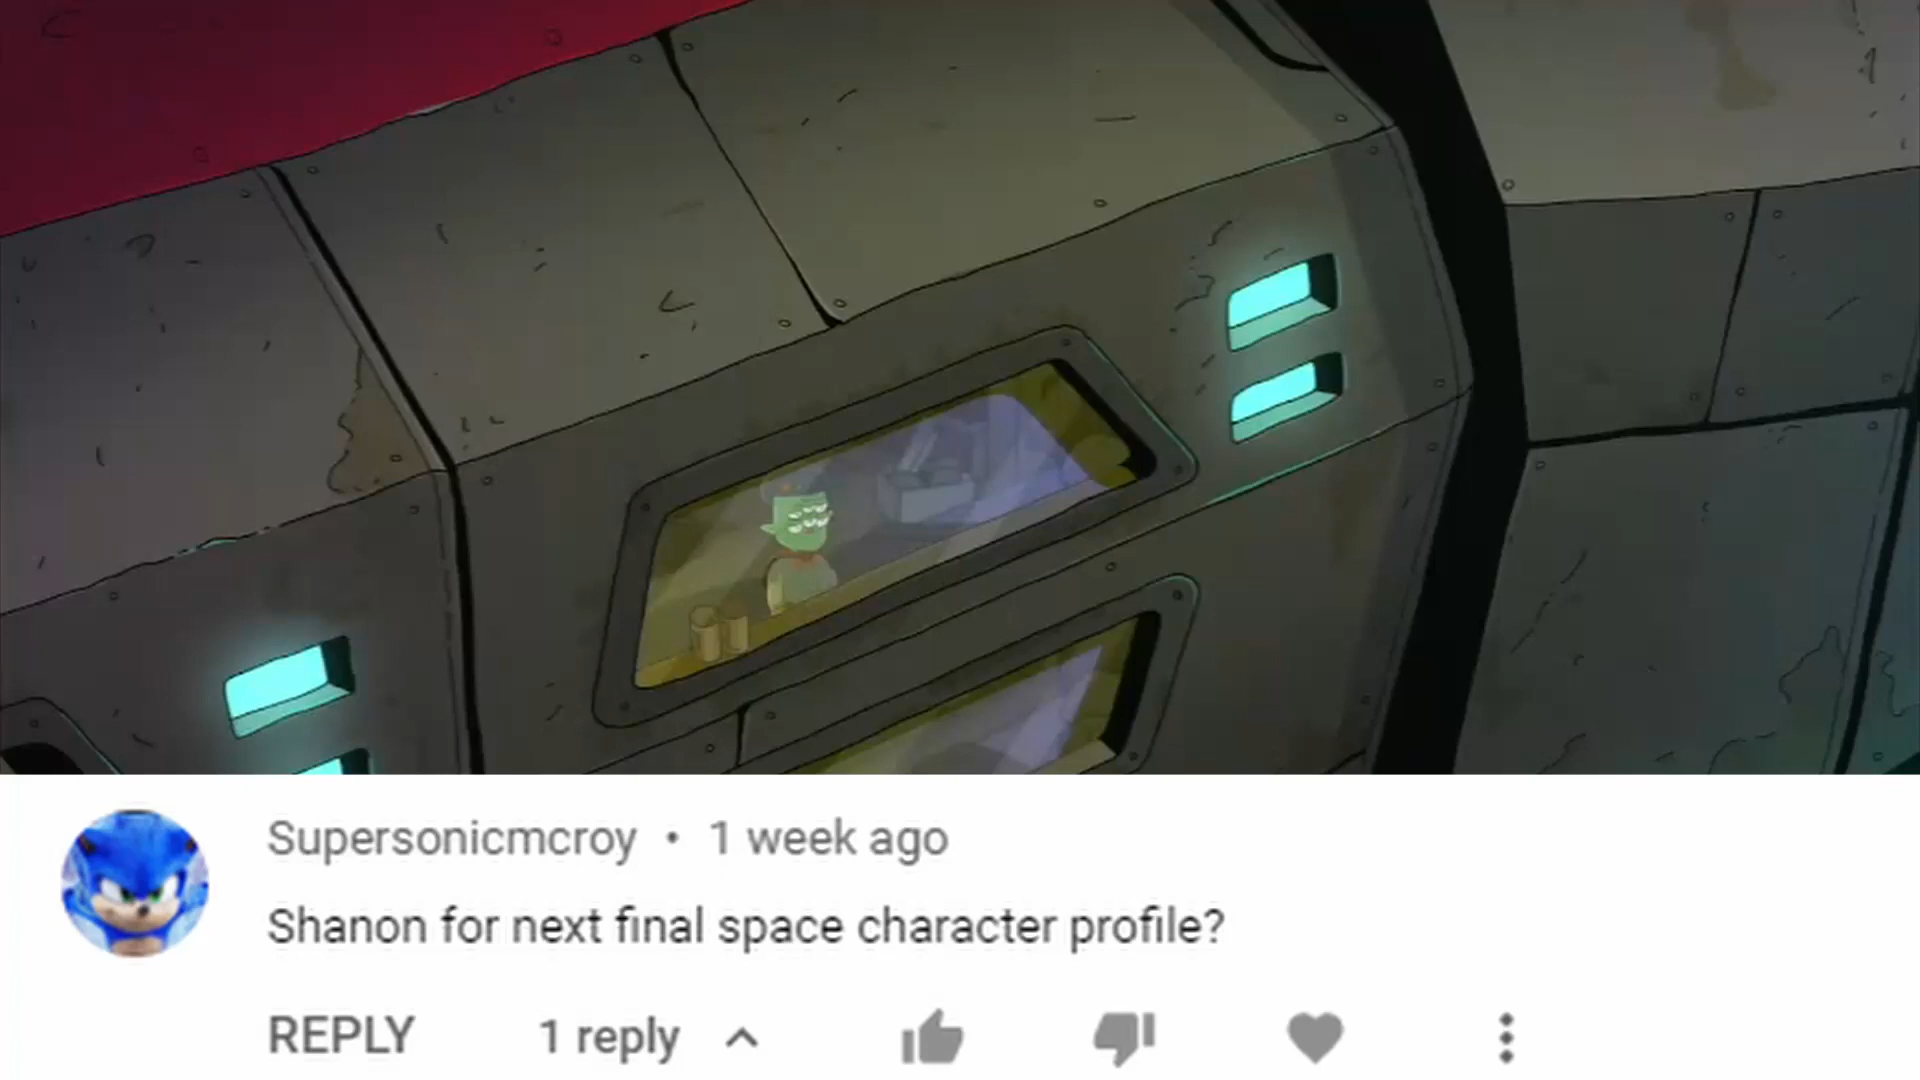 Supersonicmcroy • 1 week ago
Shanon for next final space character profile?
REPLY 1 reply